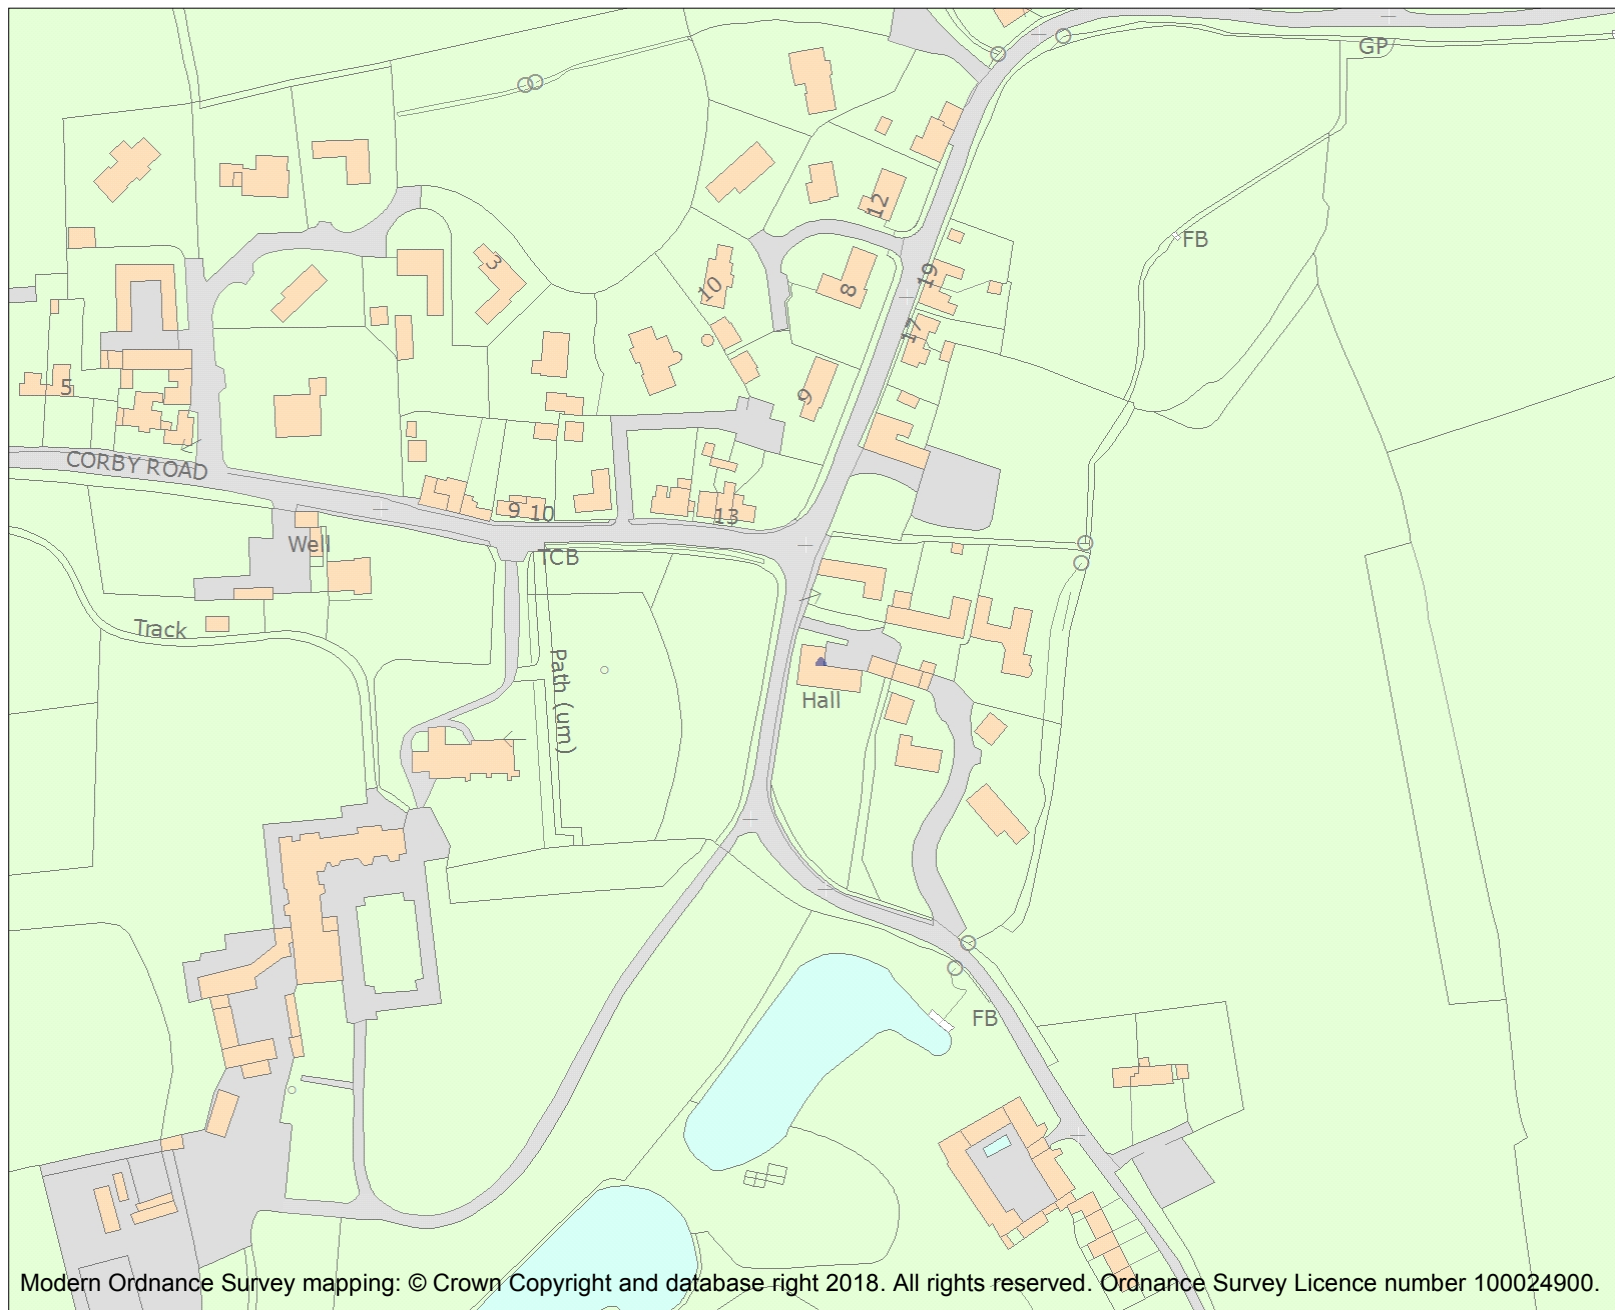 GP
12
FB
3
19
10
8
17
5
9
CORBY ROAD
9 10
13
Well
TCB
Track
Path (um)
Hall
FB
Modern Ordnance Survey mapping: © Crown Copyright and database right 2018. All rights reserved. Ordnance Survey Licence number 100024900.